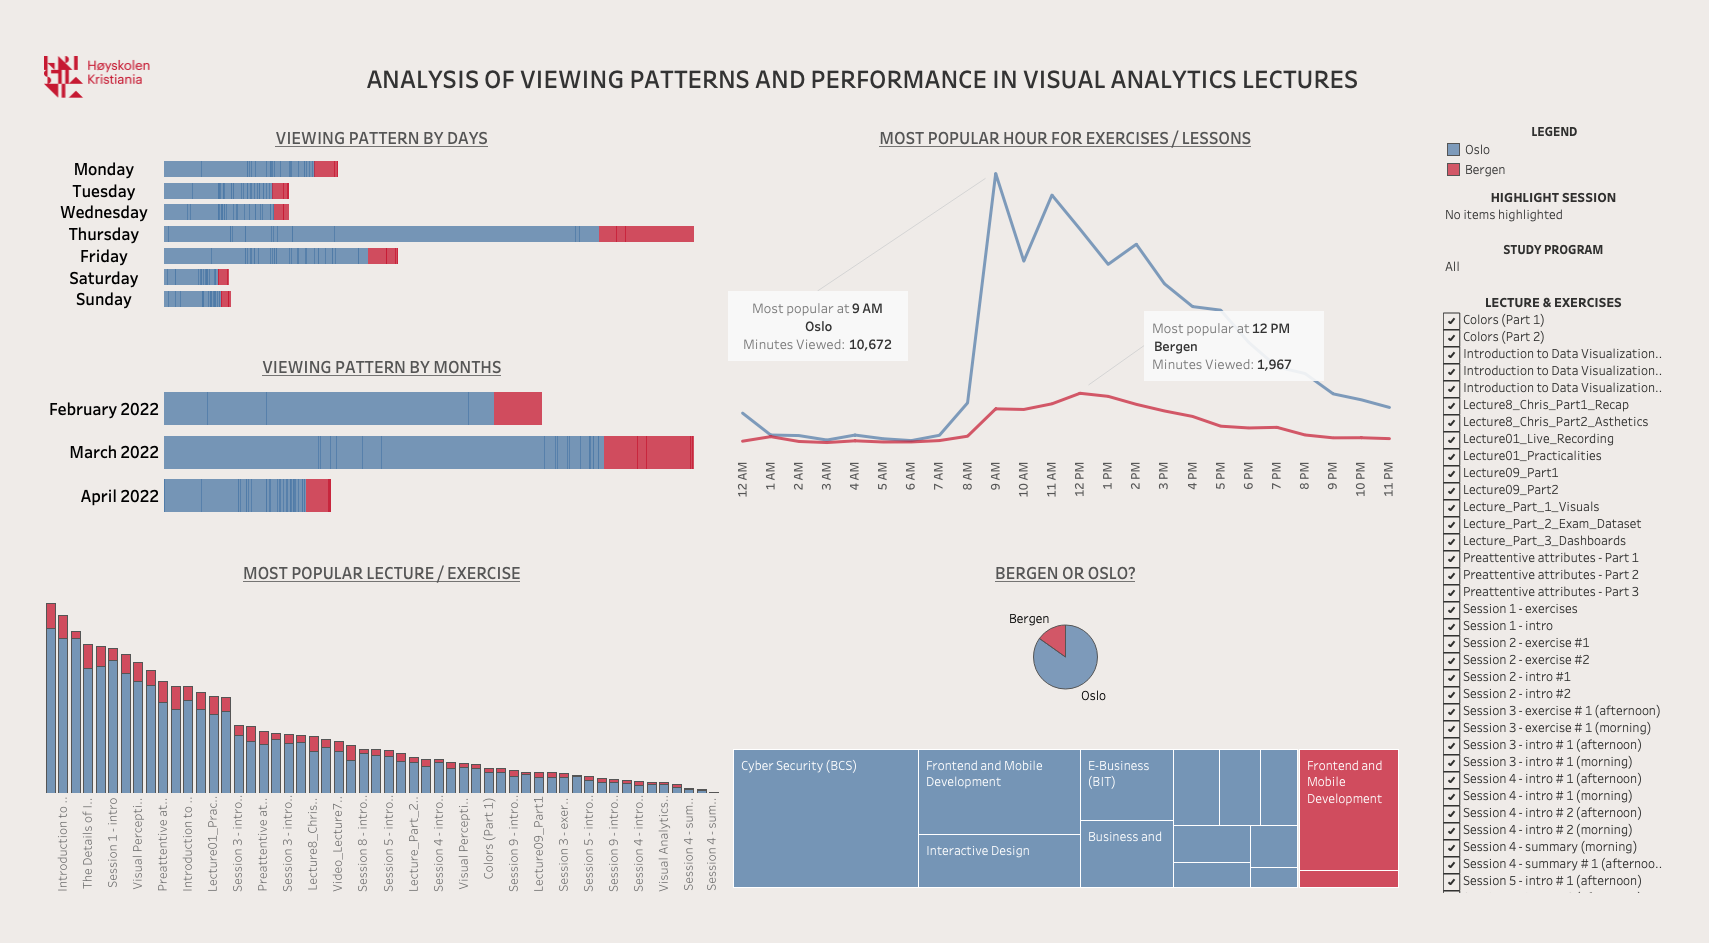 Høyskolen
Kristiania
ANALYSIS OF VIEWING PATTERNS AND PERFORMANCE IN VISUAL ANALYTICS LECTURES
VIEWING PATTERN BY DAYS
Monday
Tuesday
Wednesday
Thursday
Friday
Saturday
Sunday
VIEWING PATTERN BY MONTHS
February 2022
March 2022
April 2022
MOST POPULAR LECTURE / EXERCISE
Introduction to ..
The Details of I..
Session 1 - intro
Visual Percepti..
Preattentive at..
Introduction to ..
Lecture01_Prac..
Session 3 - intro..
Preattentive at..
Session 3 - intro..
Lecture8_Chris..
Video_Lecture7..
Session 8 - intro..
Session 5 - intro..
Lecture_Part_2..
Session 4 - intro..
Visual Percepti..
Colors (Part 1)
Session 9 - intro..
Lecture09_Part1
Session 3 - exer..
Session 5 - intro..
Session 9 - intro..
Session 4 - intro..
Visual Analytics..
Session 4 - sum..
Session 4 - sum..
MOST POPULAR HOUR FOR EXERCISES / LESSONS
Most popular at 9 AM
Oslo
Minutes Viewed: 10,672
Most popular at 12 PM
Bergen
Minutes Viewed: 1,967
12 AM
1 AM
2 AM
3 AM
4 AM
5 AM
6 AM
7 AM
8 AM
9 AM
10 AM
11 AM
12 PM
1 PM
2 PM
3 PM
4 PM
5 PM
6 PM
7 PM
8 PM
9 PM
10 PM
11 PM
BERGEN OR OSLO?
Bergen
Oslo
Cyber Security (BCS)
Frontend and Mobile
Development
Interactive Design
E-Business
(BIT)
Business and
Frontend and
Mobile
Development
LEGEND
Oslo
Bergen
HIGHLIGHT SESSION
No items highlighted
STUDY PROGRAM
All
LECTURE & EXERCISES
Colors (Part 1)
Colors (Part 2)
Introduction to Data Visualization..
Introduction to Data Visualization..
Introduction to Data Visualization..
Lecture8_Chris_Part1_Recap
Lecture8_Chris_Part2_Asthetics
Lecture01_Live_Recording
Lecture01_Practicalities
Lecture09_Part1
Lecture09_Part2
Lecture_Part_1_Visuals
Lecture_Part_2_Exam_Dataset
Lecture_Part_3_Dashboards
Preattentive attributes - Part 1
Preattentive attributes - Part 2
Preattentive attributes - Part 3
Session 1 - exercises
Session 1 - intro
Session 2 - exercise #1
Session 2 - exercise #2
Session 2 - intro #1
Session 2 - intro #2
Session 3 - exercise # 1 (afternoon)
Session 3 - exercise # 1 (morning)
Session 3 - intro # 1 (afternoon)
Session 3 - intro # 1 (morning)
Session 4 - intro # 1 (afternoon)
Session 4 - intro # 1 (morning)
Session 4 - intro # 2 (afternoon)
Session 4 - intro # 2 (morning)
Session 4 - summary (morning)
Session 4 - summary # 1 (afternoo..
Session 5 - intro # 1 (afternoon)